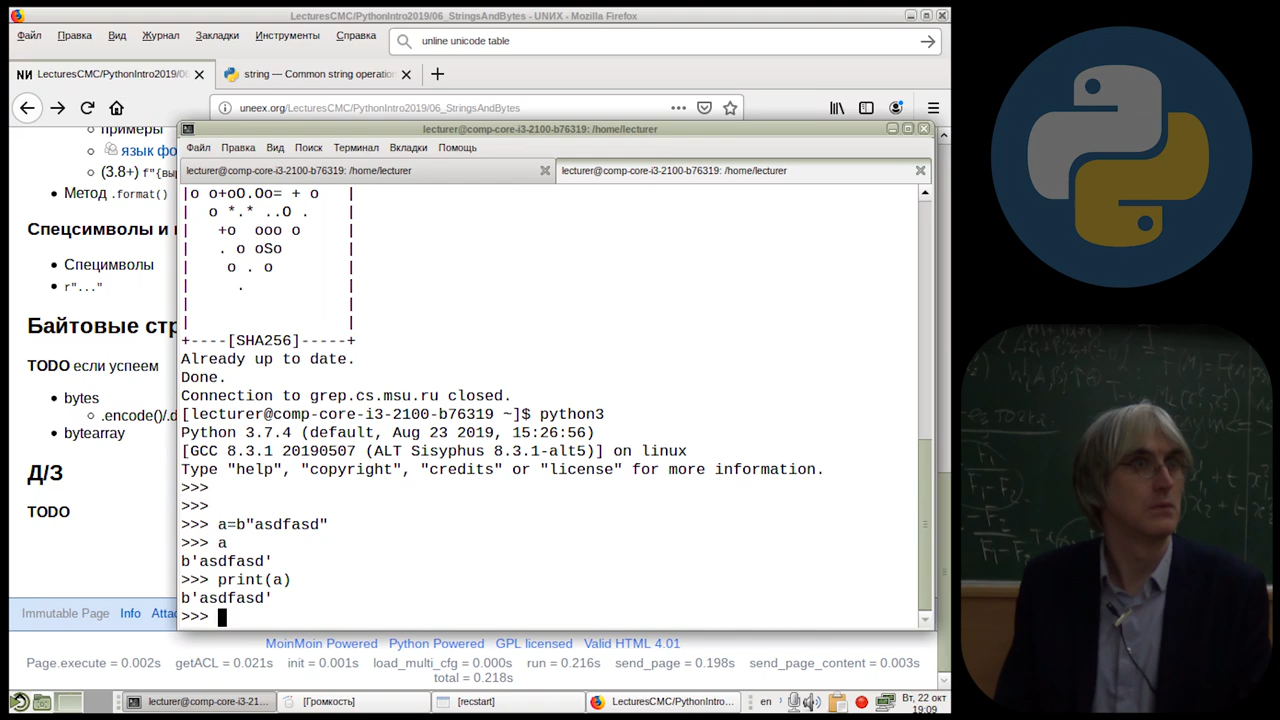 LecturesCMC/PythonIntro2019/06_StringsAndBytes - UNИX - Mozilla Firefox
Файл Правка Вид Журнал Закладки Инструменты Справка
unline unicode table
LecturesCMC/PythonIntro2019/06
string — Common string operation
uneex.org/LecturesCMC/PythonIntro2019/06_StringsAndBytes
примеры
язык фо
(3.8+) f"{выр
Метод .format()
Спецсимволы и
Специмволы
r"..."
Байтовые стр
TODO если успеем
bytes
.encode()/.d
bytearray
Д/З
TODO
Immutable Page Info Attac
lecturer@comp-core-i3-2100-b76319: /home/lecturer
Файл Правка Вид Поиск Терминал Вкладки Помощь
lecturer@comp-core-i3-2100-b76319: /home/lecturer
lecturer@comp-core-i3-2100-b76319: /home/lecturer
|o o+oO.Oo= + o   |
|  o *.* ..O .    |
|   +o  ooo o     |
|   . o oSo       |
|    o . o        |
|     .           |
|                 |
|                 |
+----[SHA256]-----+
Already up to date.
Done.
Connection to grep.cs.msu.ru closed.
[lecturer@comp-core-i3-2100-b76319 ~]$ python3
Python 3.7.4 (default, Aug 23 2019, 15:26:56)
[GCC 8.3.1 20190507 (ALT Sisyphus 8.3.1-alt5)] on linux
Type "help", "copyright", "credits" or "license" for more information.
>>>
>>>
>>> a=b"asdfasd"
>>> a
b'asdfasd'
>>> print(a)
b'asdfasd'
>>>
MoinMoin Powered Python Powered GPL licensed Valid HTML 4.01
Page.execute = 0.002s getACL = 0.021s init = 0.001s load_multi_cfg = 0.000s run = 0.216s send_page = 0.198s send_page_content = 0.003s
total = 0.218s
lecturer@comp-core-i3-21...
[Громкость]
[recstart]
LecturesCMC/PythonIntro...
en
Вт, 22 окт
19:09